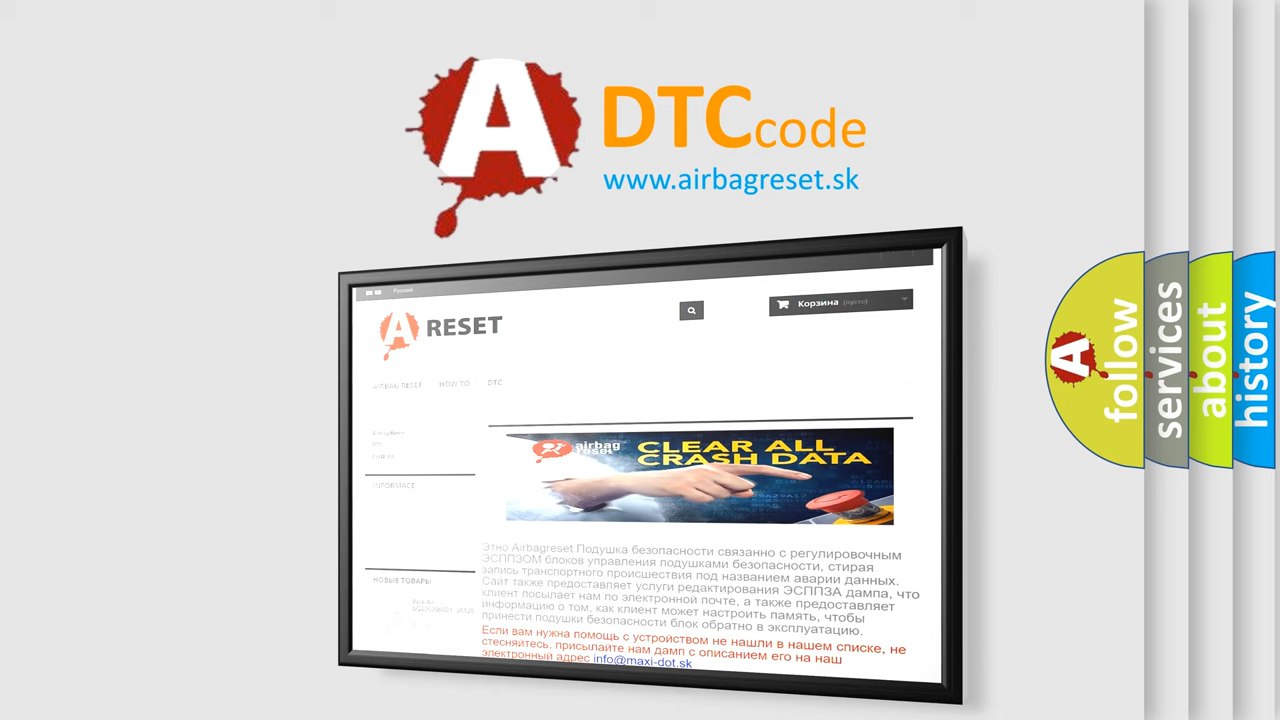 A
DTCcode
www.airbagreset.sk
Русский
A RESET
Корзина (пусто)
AIRBAG RESET HOW TO DTC
INFORMACE
airbag
reset
CLEAR ALL
CRASH DATA
Этно Airbagreset Подушка безопасности связанно с регулировочным
ЭСППЗОМ блоков управления подушками безопасности, стирая
запись транспортного происшествия под названием аварии данных.
Сайт также предоставляет услуги редактирования ЭСППЗА дампа, что
клиент посылает нам по электронной почте, а также предоставляет
информацию о том, как клиент может настроить память, чтобы
принести подушки безопасности блок обратно в эксплуатацию.
Если вам нужна помощь с устройством не нашли в нашем списке, не
стесняйтесь, присылайте нам дамп с описанием его на наш
электронный адрес info@maxi-dot.sk
НОВЫЕ ТОВАРЫ
A
follow
services
about
history